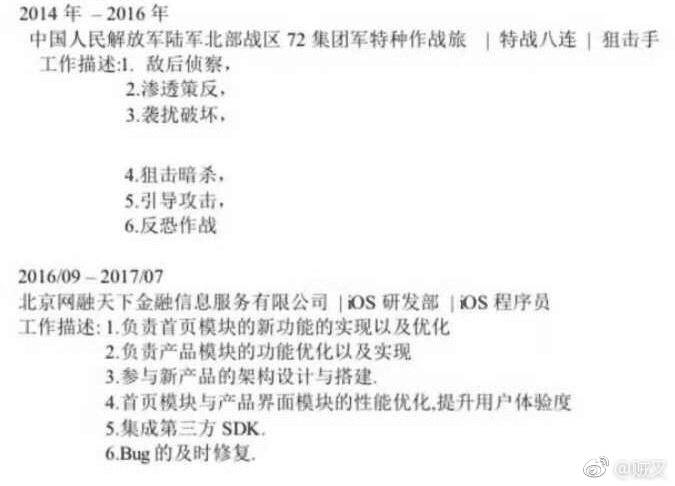 2014 年 – 2016 年
中国人民解放军陆军北部战区 72 集团军特种作战旅 | 特战八连 | 狙击手
工作描述:1. 敌后侦察，
2.渗透策反，
3.袭扰破坏，
4.狙击暗杀，
5.引导攻击，
6.反恐作战
2016/09 – 2017/07
北京网融天下金融信息服务有限公司 | iOS 研发部 | iOS 程序员
工作描述: 1.负责首页模块的新功能的实现以及优化
2.负责产品模块的功能优化以及实现
3.参与新产品的架构设计与搭建.
4.首页模块与产品界面模块的性能优化,提升用户体验度
5.集成第三方 SDK.
6.Bug 的及时修复.